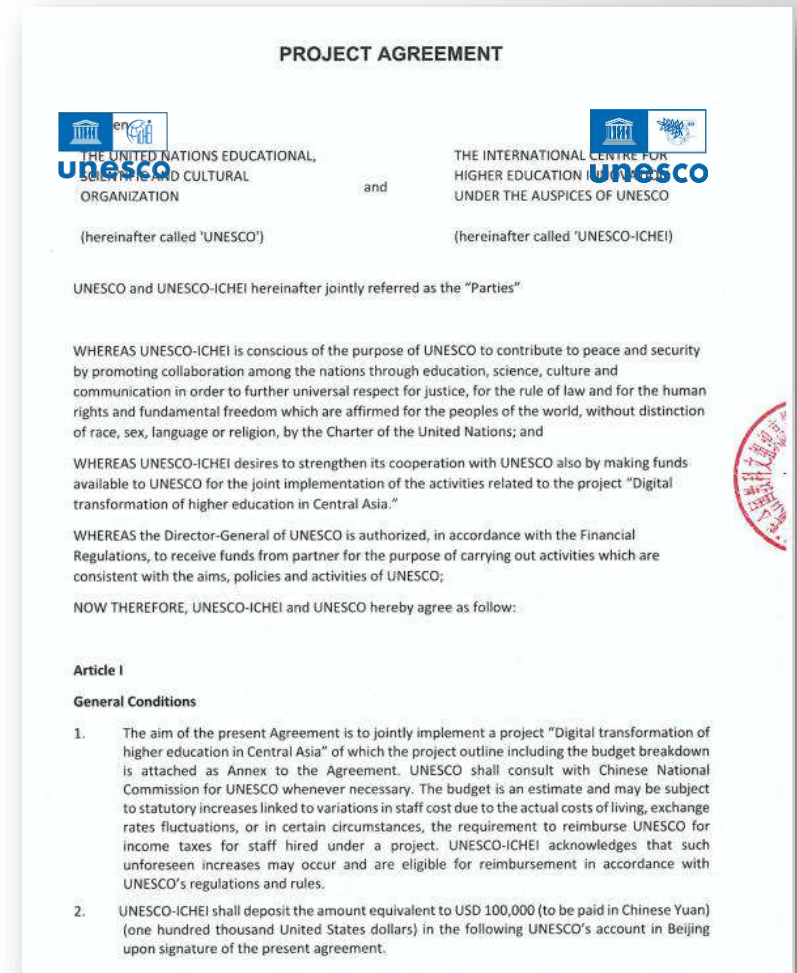 PROJECT AGREEMENT
unesco
unesco
THE UNITED NATIONS EDUCATIONAL,
SCIENTIFIC AND CULTURAL
ORGANIZATION
(hereinafter called 'UNESCO')
and
THE INTERNATIONAL CENTRE FOR
HIGHER EDUCATION INNOVATION
UNDER THE AUSPICES OF UNESCO
(hereinafter called 'UNESCO-ICHEI)
UNESCO and UNESCO-ICHEI hereinafter jointly referred as the “Parties”
WHEREAS UNESCO-ICHEI is conscious of the purpose of UNESCO to contribute to peace and security
by promoting collaboration among the nations through education, science, culture and
communication in order to further universal respect for justice, for the rule of law and for the human
rights and fundamental freedom which are affirmed for the peoples of the world, without distinction
of race, sex, language or religion, by the Charter of the United Nations; and
WHEREAS UNESCO-ICHEI desires to strengthen its cooperation with UNESCO also by making funds
available to UNESCO for the joint implementation of the activities related to the project “Digital
transformation of higher education in Central Asia.”
WHEREAS the Director-General of UNESCO is authorized, in accordance with the Financial
Regulations, to receive funds from partner for the purpose of carrying out activities which are
consistent with the aims, policies and activities of UNESCO;
NOW THEREFORE, UNESCO-ICHEI and UNESCO hereby agree as follow:
Article I
General Conditions
1. The aim of the present Agreement is to jointly implement a project “Digital transformation of
higher education in Central Asia” of which the project outline including the budget breakdown
is attached as Annex to the Agreement. UNESCO shall consult with Chinese National
Commission for UNESCO whenever necessary. The budget is an estimate and may be subject
to statutory increases linked to variations in staff cost due to the actual costs of living, exchange
rates fluctuations, or in certain circumstances, the requirement to reimburse UNESCO for
income taxes for staff hired under a project. UNESCO-ICHEI acknowledges that such
unforeseen increases may occur and are eligible for reimbursement in accordance with
UNESCO’s regulations and rules.
2. UNESCO-ICHEI shall deposit the amount equivalent to USD 100,000 (to be paid in Chinese Yuan)
(one hundred thousand United States dollars) in the following UNESCO’s account in Beijing
upon signature of the present agreement.